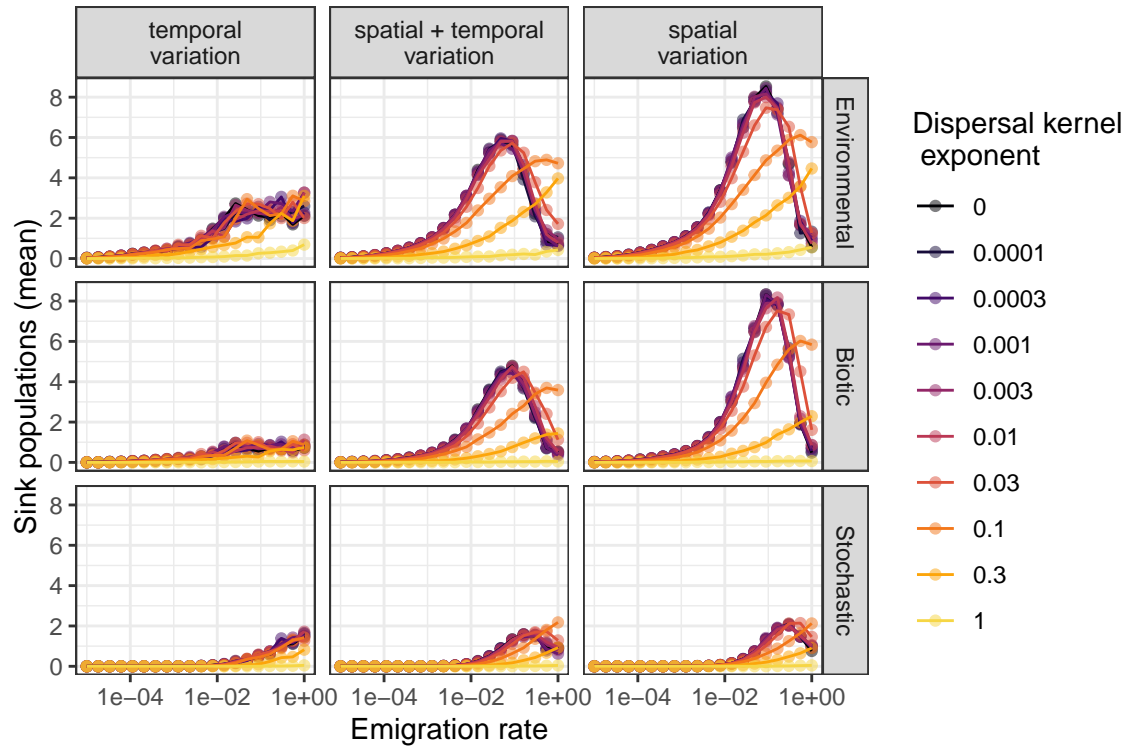 temporal
variation
spatial + temporal
variation
spatial
variation
Sink populations (mean)
8
6
4
2
0
Environmental
8
6
4
2
0
Biotic
8
6
4
2
0
Stochastic
1e−04
1e−02
1e+00
1e−04
1e−02
1e+00
1e−04
1e−02
1e+00
Emigration rate
Dispersal kernel
exponent
0
0.0001
0.0003
0.001
0.003
0.01
0.03
0.1
0.3
1